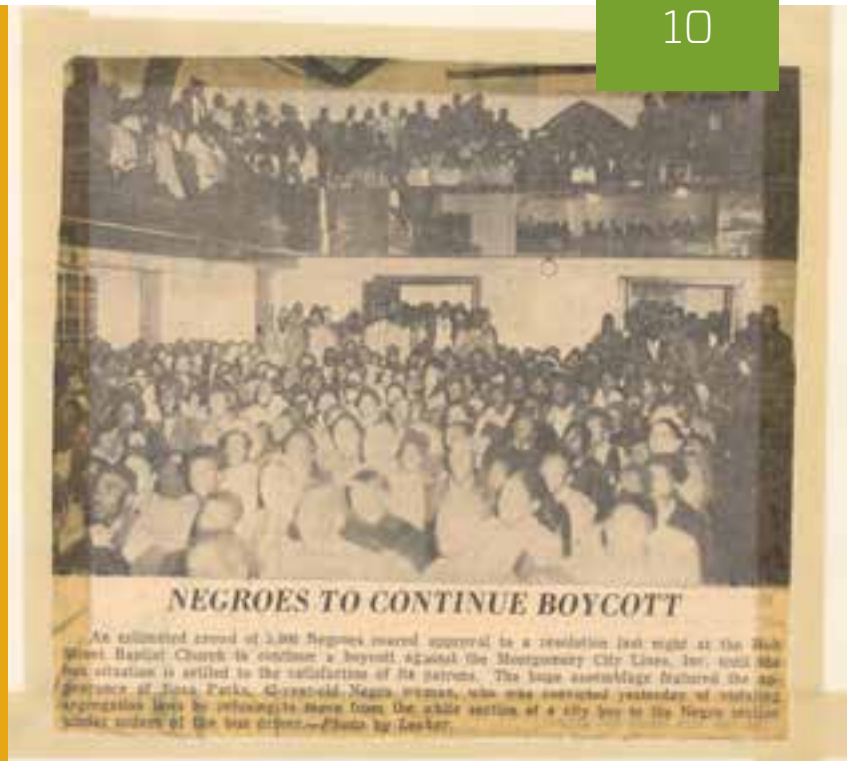 10
NEGROES TO CONTINUE BOYCOTT
An estimated crowd of Negroes roared approval to a resolution last night at the Holt
Street Baptist Church to continue a boycott against the Montgomery City Lines, Inc. until the
bus situation is settled to the satisfaction of its patrons. The huge assemblage featured the ap-
pearance of Rosa Parks, Negro woman, who was convicted yesterday of violating
segregation laws by refusing to move from the white section of a city bus to the Negro section
under orders of the bus driver.—Photo by